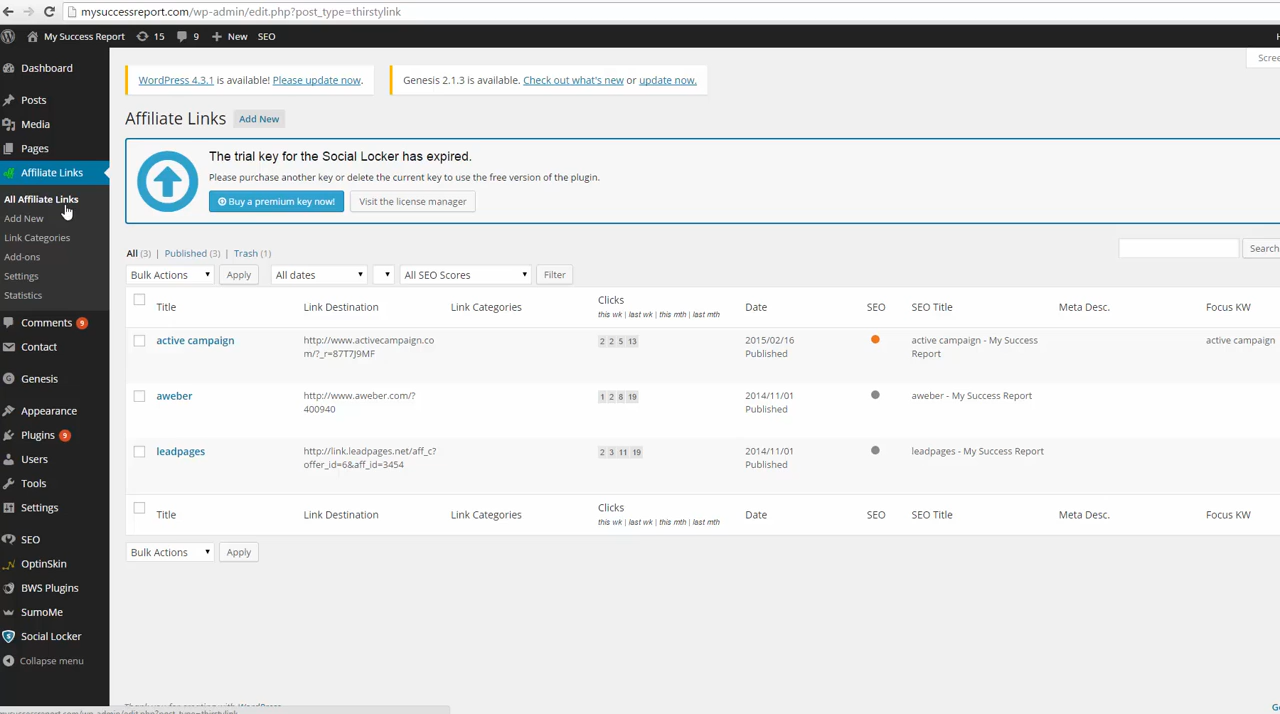 mysuccessreport.com/wp-admin/edit.php?post_type=thirstylink
My Success Report 15 9 New SEO
Dashboard
Posts
Media
Pages
Affiliate Links
All Affiliate Links
Add New
Link Categories
Add-ons
Settings
Statistics
Comments 9
Contact
Genesis
Appearance
Plugins 9
Users
Tools
Settings
SEO
OptinSkin
BWS Plugins
SumoMe
Social Locker
Collapse menu
WordPress 4.3.1 is available! Please update now.
Genesis 2.1.3 is available. Check out what's new or update now.
Affiliate Links Add New
The trial key for the Social Locker has expired.
Please purchase another key or delete the current key to use the free version of the plugin.
Buy a premium key now! Visit the license manager
All (3) | Published (3) | Trash (1)
Search
Bulk Actions Apply All dates All SEO Scores Filter
Title Link Destination Link Categories Clicks Date SEO SEO Title Meta Desc. Focus KW
this wk | last wk | this mth | last mth
active campaign http://www.activecampaign.co 2 2 5 13 2015/02/16 active campaign - My Success active campaign
m/?_r=87T7J9MF Published Report
aweber http://www.aweber.com/? 1 2 8 19 2014/11/01 aweber - My Success Report
400940 Published
leadpages http://link.leadpages.net/aff_c? 2 3 11 19 2014/11/01 leadpages - My Success Report
offer_id=6&aff_id=3454 Published
Title Link Destination Link Categories Clicks Date SEO SEO Title Meta Desc. Focus KW
this wk | last wk | this mth | last mth
Bulk Actions Apply